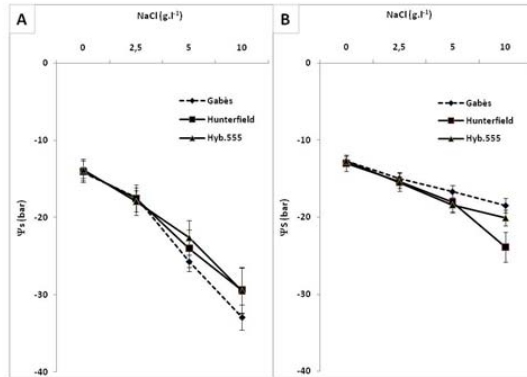 A
NaCl (g.l⁻¹)
0 2,5 5 10
0
-10
-20
-30
-40
Ψs (bar)
Gabès
Hunterfield
Hyb.555
B
NaCl (g.l⁻¹)
0 2,5 5 10
0
-10
-20
-30
-40
Ψs (bar)
Gabès
Hunterfield
Hyb.555